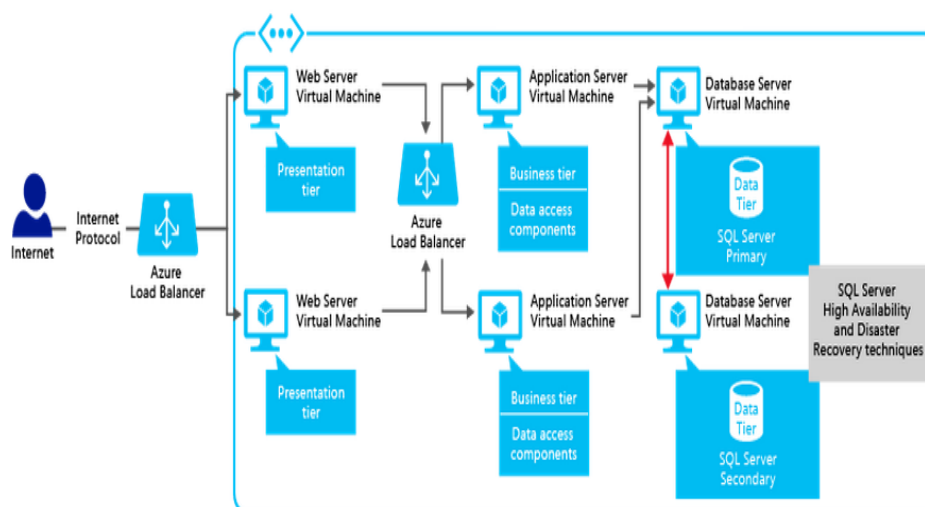 Internet
Internet
Protocol
Azure
Load Balancer
Web Server
Virtual Machine
Presentation
tier
Web Server
Virtual Machine
Presentation
tier
Azure
Load Balancer
Application Server
Virtual Machine
Business tier
Data access
components
Application Server
Virtual Machine
Business tier
Data access
components
Database Server
Virtual Machine
Data
Tier
SQL Server
Primary
Database Server
Virtual Machine
Data
Tier
SQL Server
Secondary
SQL Server
High Availability
and Disaster
Recovery techniques